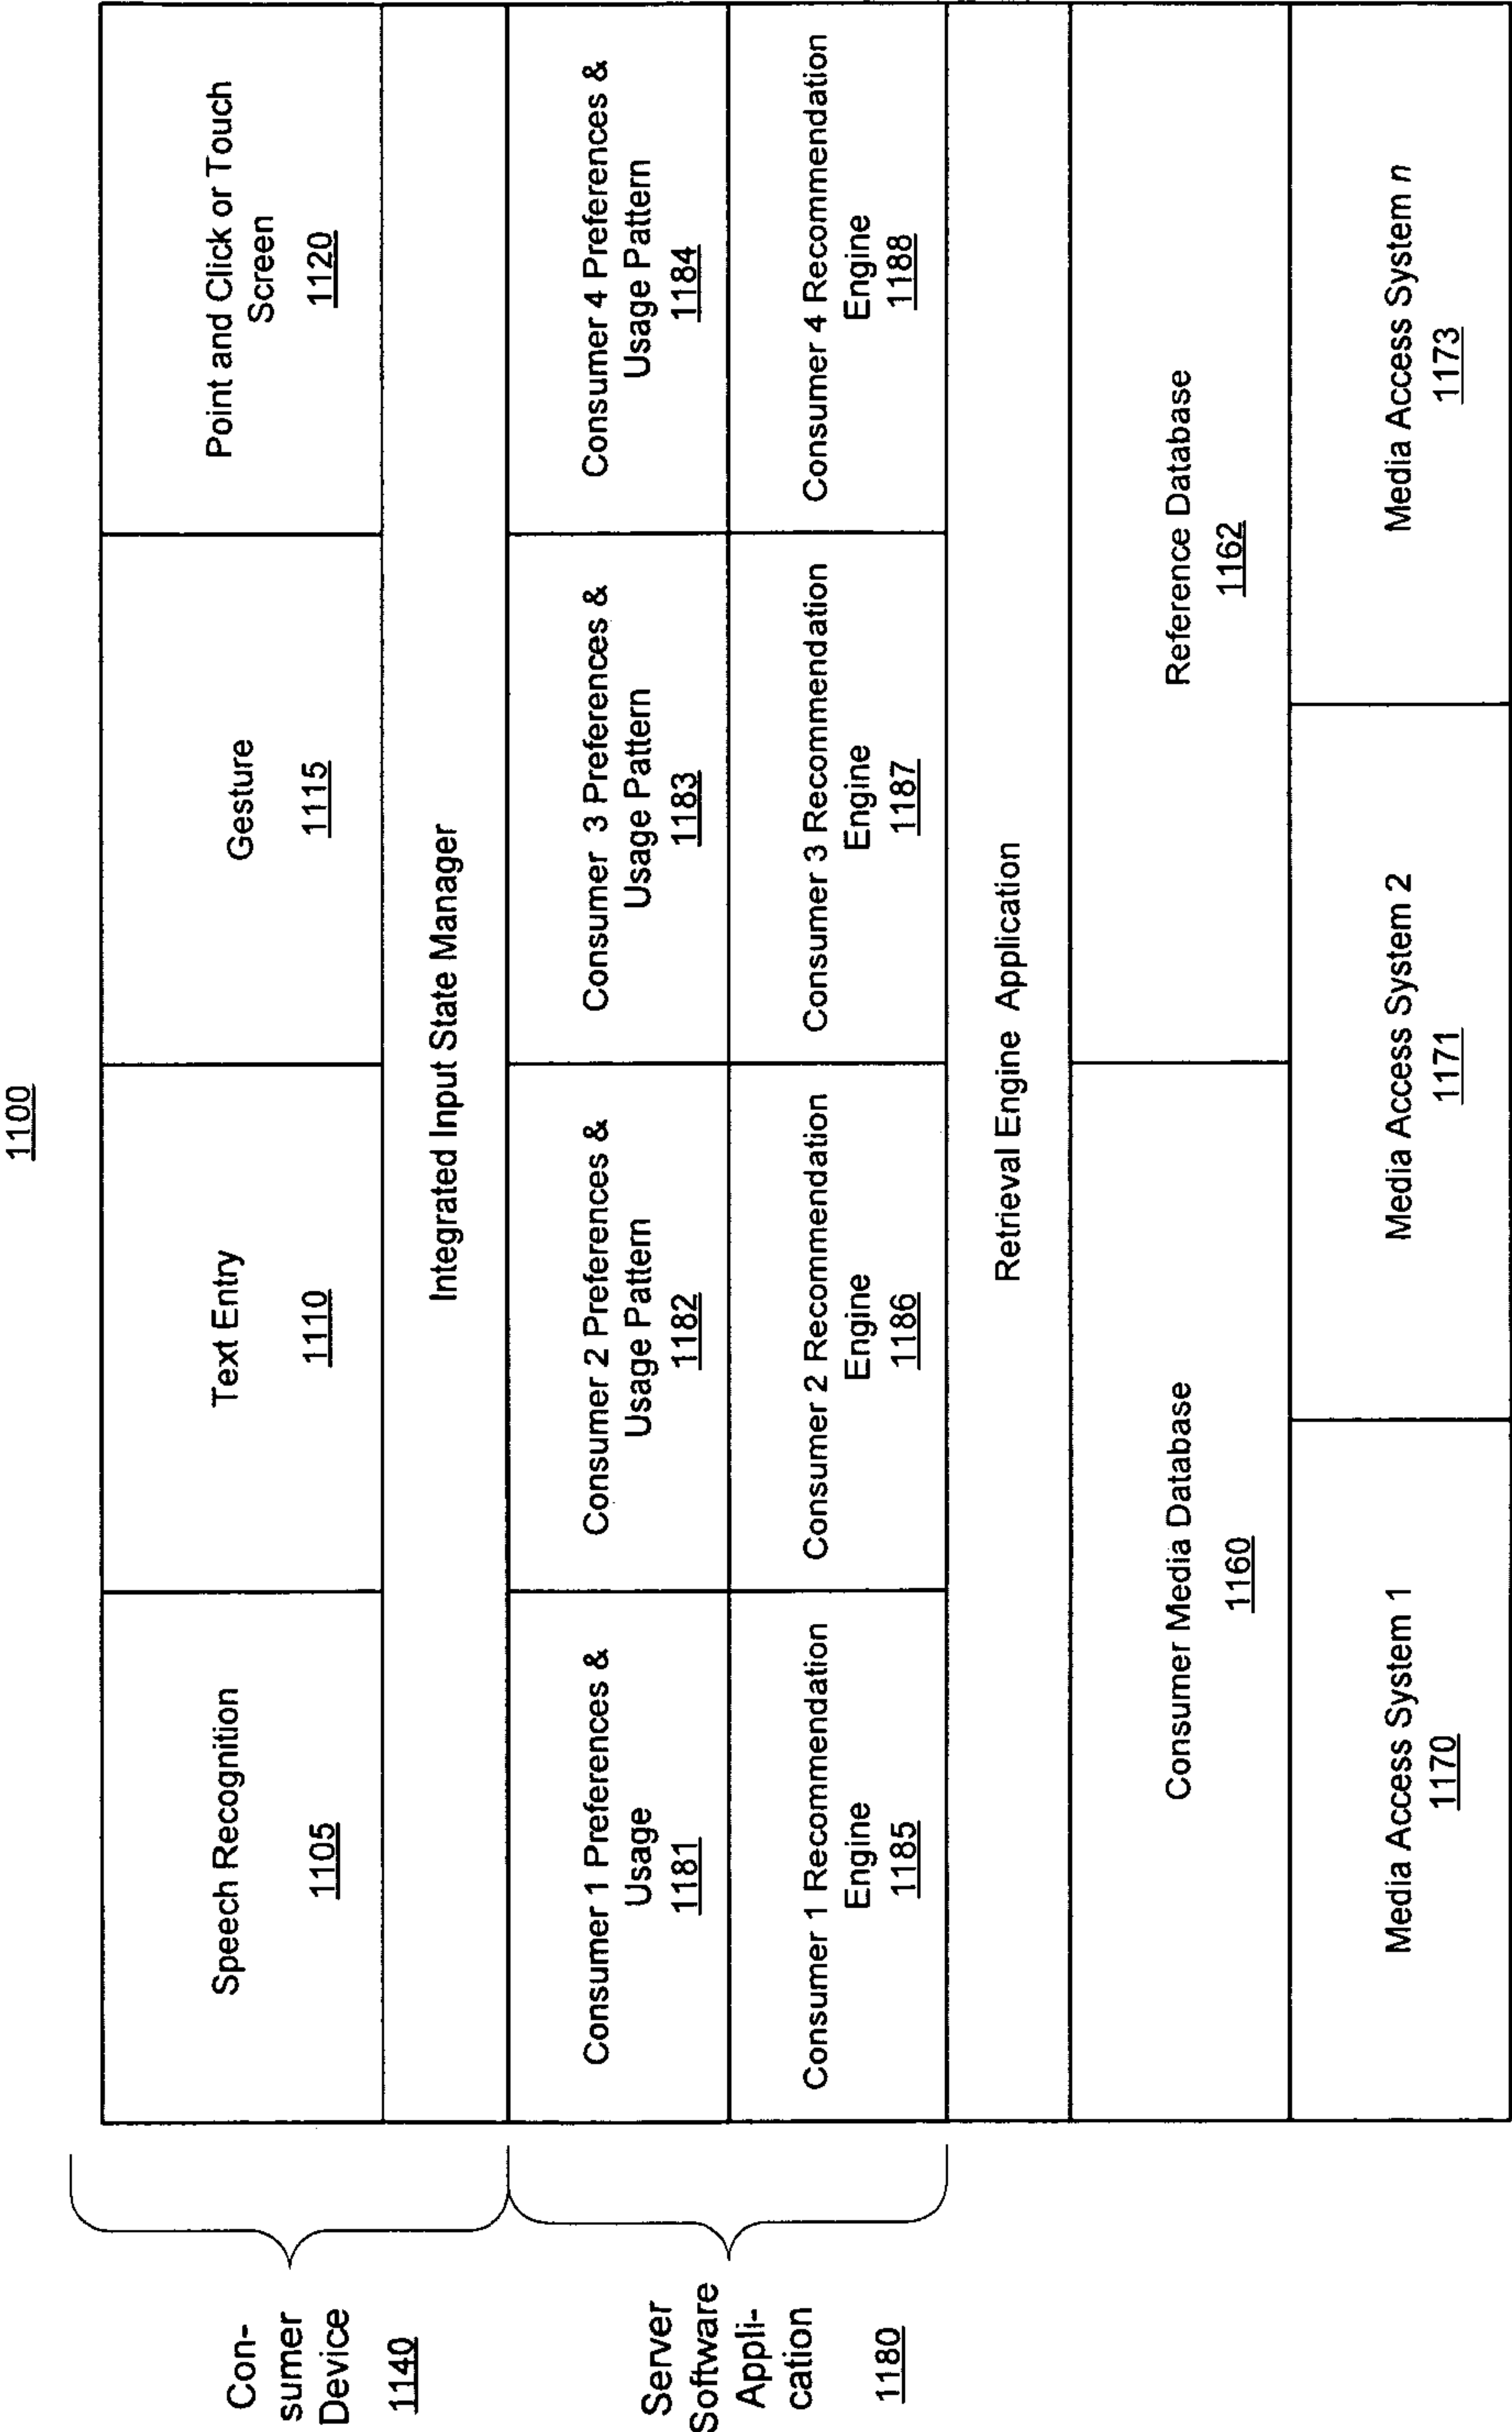 1100
Con-
sumer
Device
1140
Speech Recognition
1105
Text Entry
1110
Gesture
1115
Point and Click or Touch
Screen
1120
Integrated Input State Manager
Server
Software
Appli-
cation
1180
Consumer 1 Preferences &
Usage
1181
Consumer 2 Preferences &
Usage Pattern
1182
Consumer 3 Preferences &
Usage Pattern
1183
Consumer 4 Preferences &
Usage Pattern
1184
Consumer 1 Recommendation
Engine
1185
Consumer 2 Recommendation
Engine
1186
Consumer 3 Recommendation
Engine
1187
Consumer 4 Recommendation
Engine
1188
Retrieval Engine Application
Consumer Media Database
1160
Reference Database
1162
Media Access System 1
1170
Media Access System 2
1171
Media Access System n
1173